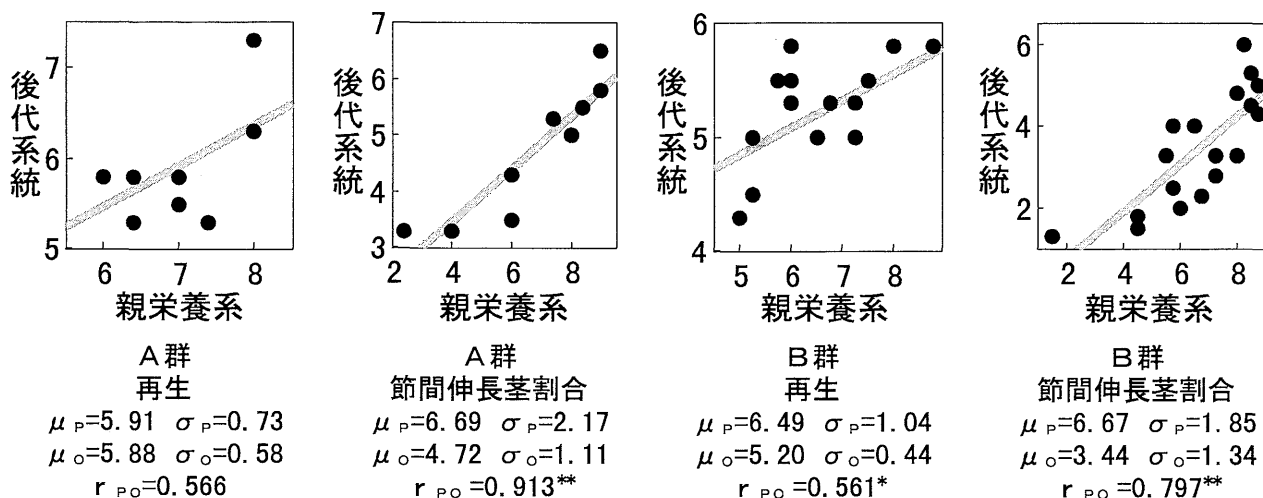 後代系統
7
6
5
6 7 8
親栄養系
A群
再生
μP=5.91 σP=0.73
μO=5.88 σO=0.58
rPO=0.566
後代系統
7
6
5
4
3
2 4 6 8
親栄養系
A群
節間伸長茎割合
μP=6.69 σP=2.17
μO=4.72 σO=1.11
rPO=0.913**
後代系統
6
5
4
5 6 7 8
親栄養系
B群
再生
μP=6.49 σP=1.04
μO=5.20 σO=0.44
rPO=0.561*
後代系統
6
4
2
2 4 6 8
親栄養系
B群
節間伸長茎割合
μP=6.67 σP=1.85
μO=3.44 σO=1.34
rPO=0.797**